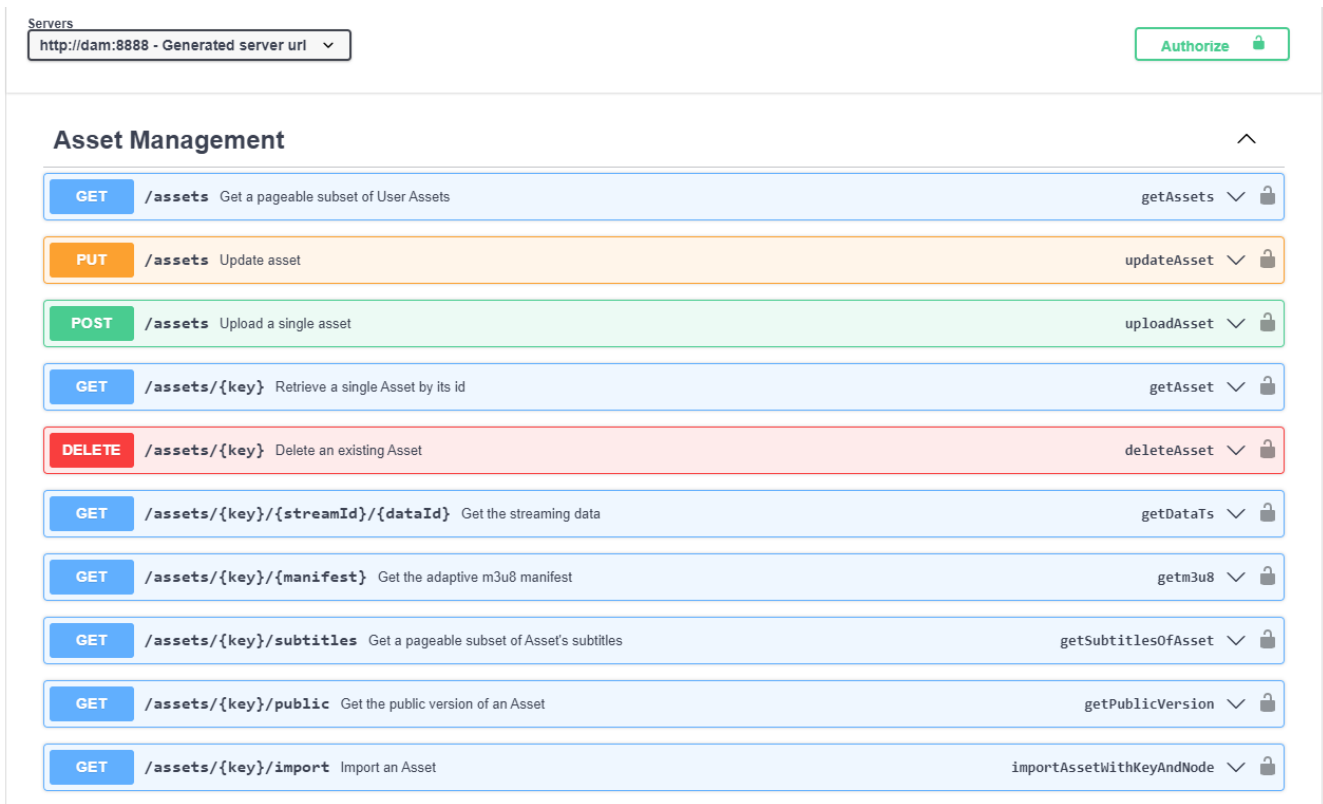 Servers
http://dam:8888 - Generated server url
Authorize
Asset Management
GET /assets Get a pageable subset of User Assets getAssets
PUT /assets Update asset updateAsset
POST /assets Upload a single asset uploadAsset
GET /assets/{key} Retrieve a single Asset by its id getAsset
DELETE /assets/{key} Delete an existing Asset deleteAsset
GET /assets/{key}/{streamId}/{dataId} Get the streaming data getDataTs
GET /assets/{key}/{manifest} Get the adaptive m3u8 manifest getm3u8
GET /assets/{key}/subtitles Get a pageable subset of Asset's subtitles getSubtitlesOfAsset
GET /assets/{key}/public Get the public version of an Asset getPublicVersion
GET /assets/{key}/import Import an Asset importAssetWithKeyAndNode